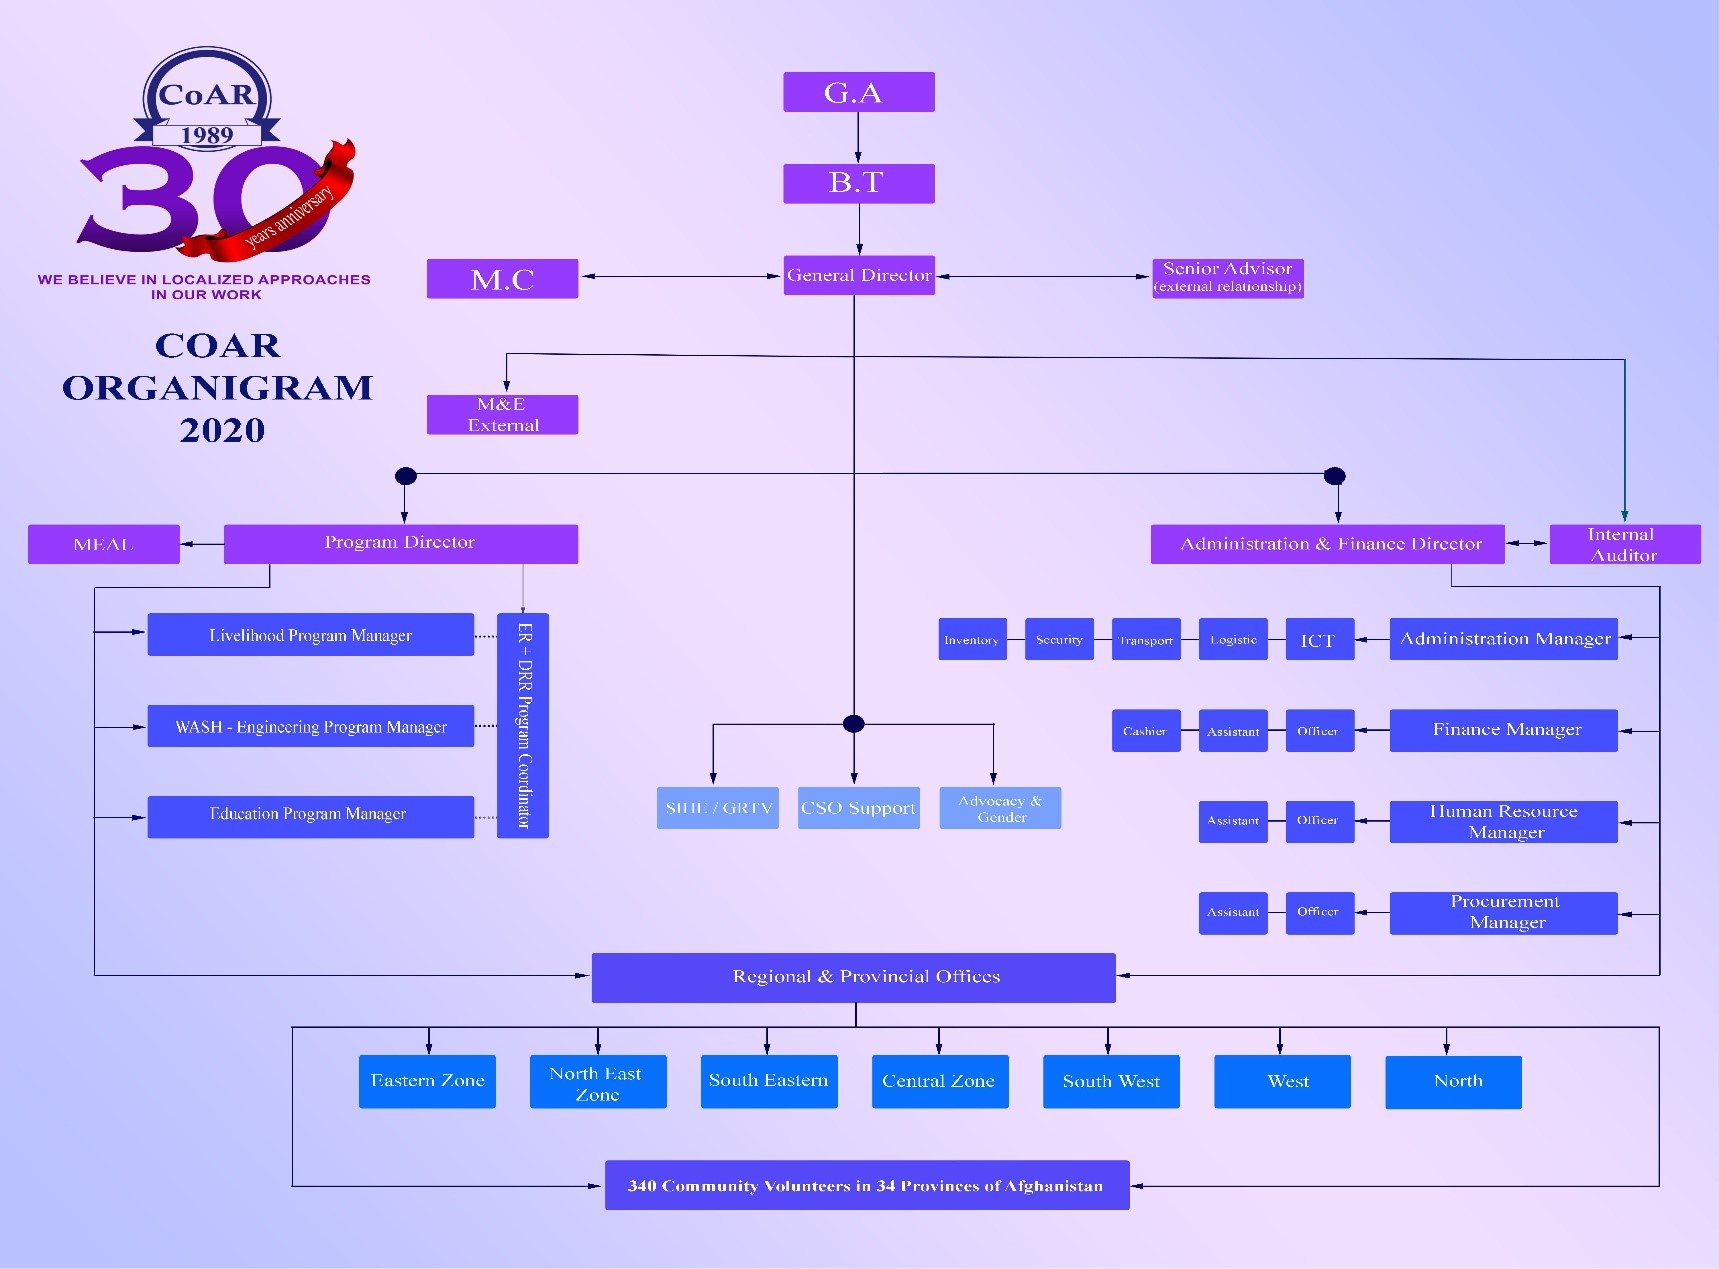 CoAR
1989
30
years anniversary
WE BELIEVE IN LOCALIZED APPROACHES
IN OUR WORK
COAR
ORGANIGRAM
2020
G.A
B.T
M.C
General Director
Senior Advisor
(external relationship)
M&E
External
MEAL
Program Director
Administration & Finance Director
Internal
Auditor
Livelihood Program Manager
WASH - Engineering Program Manager
Education Program Manager
ER + DRR Program Coordinator
Inventory
Security
Transport
Logistic
ICT
Administration Manager
Cashier
Assistant
Officer
Finance Manager
Assistant
Officer
Human Resource
Manager
Assistant
Officer
Procurement
Manager
SIHE / GRTV
CSO Support
Advocacy &
Gender
Regional & Provincial Offices
Eastern Zone
North East
Zone
South Eastern
Central Zone
South West
West
North
340 Community Volunteers in 34 Provinces of Afghanistan